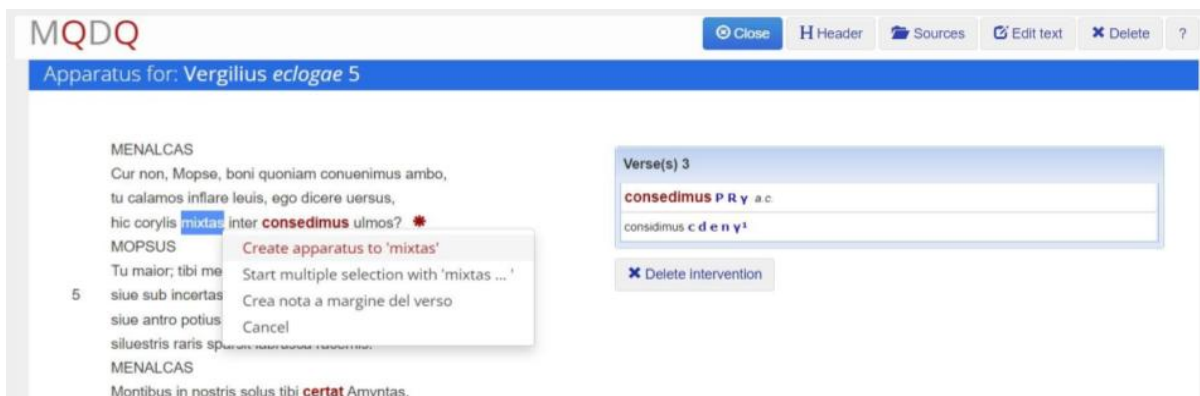 MQDQ
Close
H Header
Sources
Edit text
Delete
?
Apparatus for: Vergilius eclogae 5
MENALCAS
Cur non, Mopse, boni quoniam conuenimus ambo,
tu calamos inflare leuis, ego dicere uersus,
hic corylis mixtas inter consedimus ulmos?
MOPSUS
Tu maior; tibi me
5 siue sub incertas
siue antro potius
siluestris raris
MENALCAS
Montibus in nostris solus tibi certat Amyntas.
Create apparatus to 'mixtas'
Start multiple selection with 'mixtas ... '
Crea nota a margine del verso
Cancel
Verse(s) 3
consedimus P R γ a.c.
considimus c d e n γ¹
Delete intervention